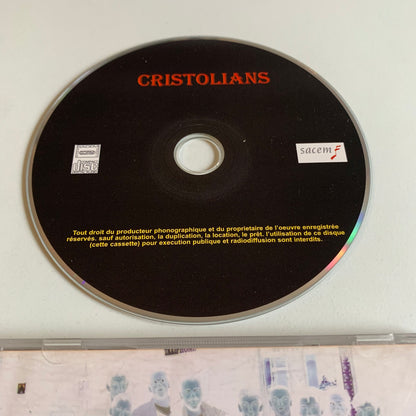 CRISTOLIANS
sacem
disc
Tout droit du producteur phonographique et du proprietaire de l'oeuvre enregistrée
réservés, sauf autorisation, la duplication, la location, le prêt. l'utilisation de ce disque
(cette cassette) pour execution publique et radiodiffusion sont interdits.